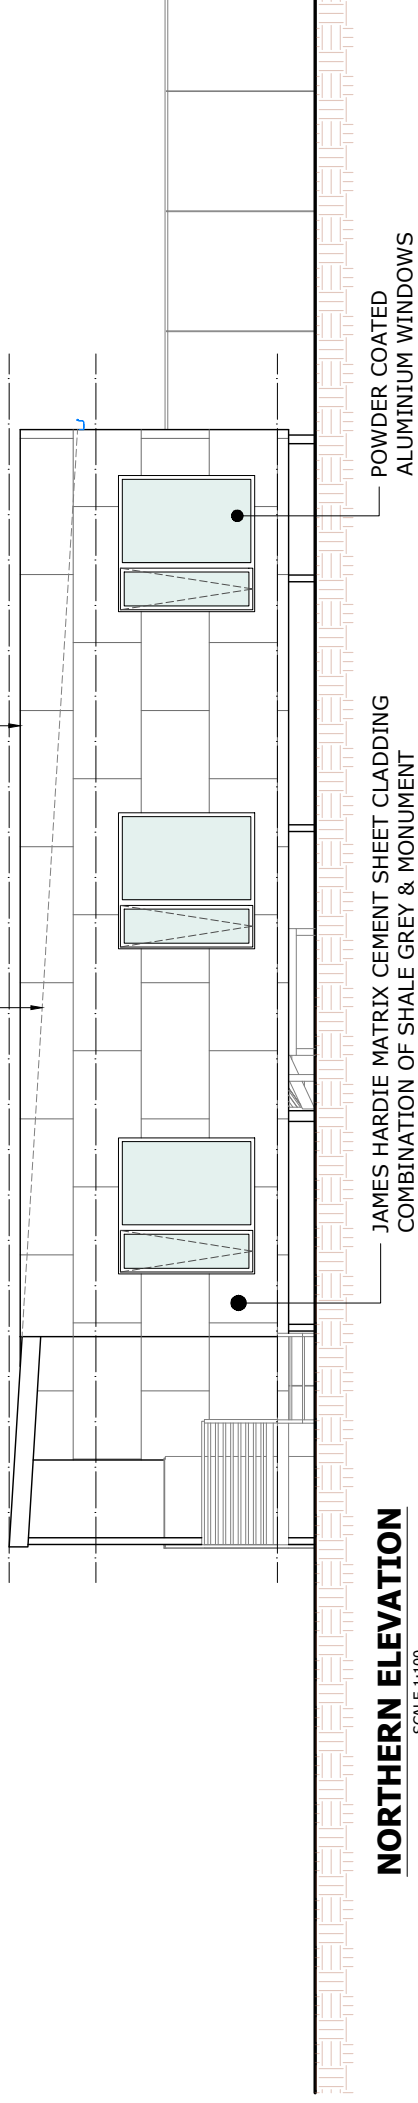 POWDER COATED
ALUMINIUM WINDOWS
JAMES HARDIE MATRIX CEMENT SHEET CLADDING
COMBINATION OF SHALE GREY & MONUMENT
NORTHERN ELEVATION
SCALE 1:100